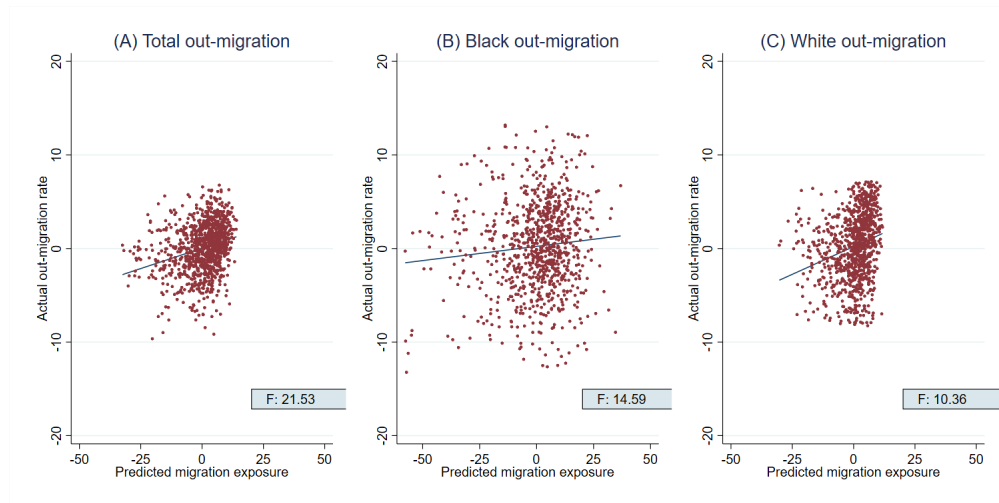 (A) Total out-migration
Actual out-migration rate
20
10
0
-10
-20
F: 21.53
-50
-25
0
25
50
Predicted migration exposure
(B) Black out-migration
Actual out-migration rate
20
10
0
-10
-20
F: 14.59
-50
-25
0
25
50
Predicted migration exposure
(C) White out-migration
Actual out-migration rate
20
10
0
-10
-20
F: 10.36
-50
-25
0
25
50
Predicted migration exposure